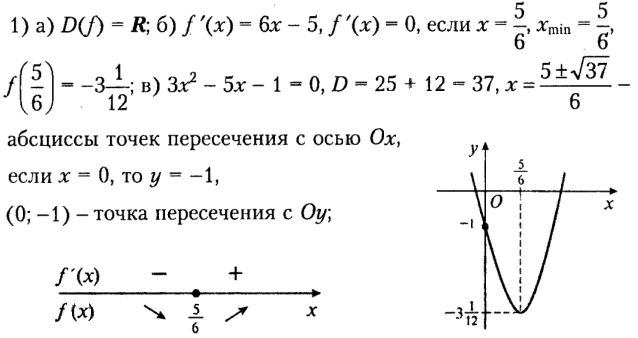 1) а) D(f) = R; б) f ′(x) = 6x − 5, f ′(x) = 0, если x = 5/6, xmin = 5/6,
f(5/6) = −3 1/12; в) 3x² − 5x − 1 = 0, D = 25 + 12 = 37, x = (5 ± √37)/6 –
абсциссы точек пересечения с осью Ox,
если x = 0, то y = −1,
(0; −1) – точка пересечения с Oy;
f ′(x) − +
f (x) 5/6 x
y
5/6
O x
−1
−3 1/12